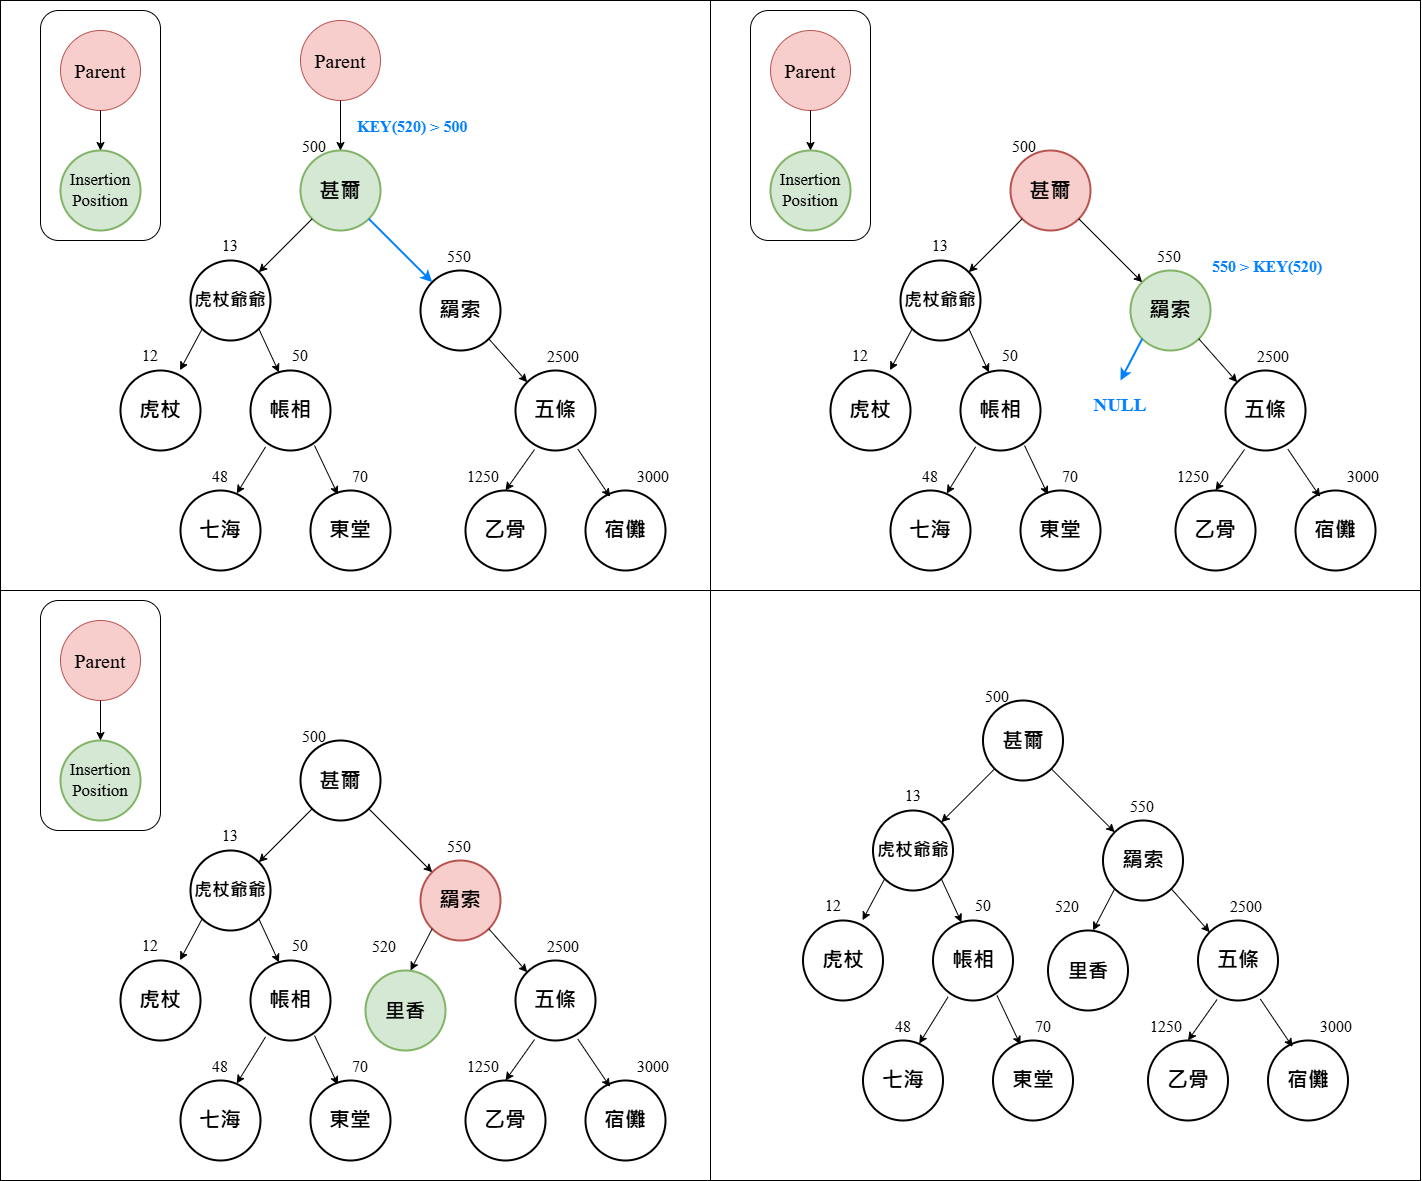 Parent
Insertion
Position
Parent
KEY(520) > 500
500
甚爾
13
虎杖爺爺
550
羂索
12
虎杖
50
帳相
2500
五條
48
七海
70
東堂
1250
乙骨
3000
宿儺
Parent
Insertion
Position
500
甚爾
13
虎杖爺爺
550
羂索
550 > KEY(520)
NULL
12
虎杖
50
帳相
2500
五條
48
七海
70
東堂
1250
乙骨
3000
宿儺
Parent
Insertion
Position
500
甚爾
13
虎杖爺爺
550
羂索
12
虎杖
50
帳相
520
里香
2500
五條
48
七海
70
東堂
1250
乙骨
3000
宿儺
500
甚爾
13
虎杖爺爺
550
羂索
12
虎杖
50
帳相
520
里香
2500
五條
48
七海
70
東堂
1250
乙骨
3000
宿儺